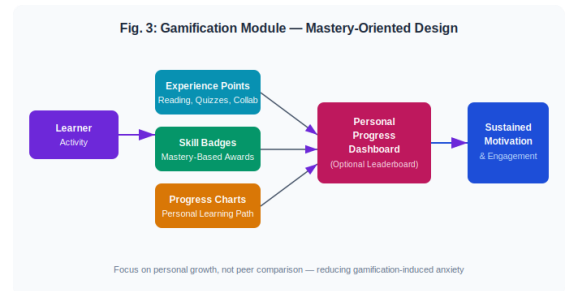 Fig. 3: Gamification Module — Mastery-Oriented Design
Learner
Activity
Experience Points
Reading, Quizzes, Collab
Skill Badges
Mastery-Based Awards
Progress Charts
Personal Learning Path
Personal
Progress
Dashboard
(Optional Leaderboard)
Sustained
Motivation
& Engagement
Focus on personal growth, not peer comparison — reducing gamification-induced anxiety